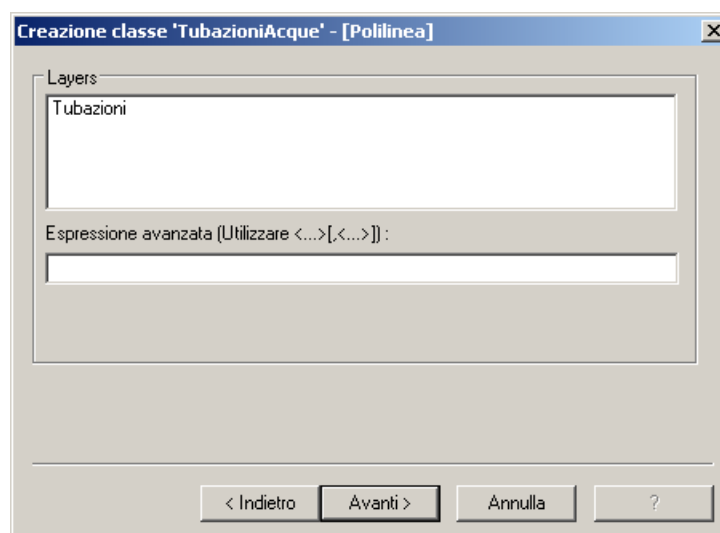 Creazione classe 'TubazioniAcque' - [Polilinea]
Layers
Tubazioni
Espressione avanzata (Utilizzare <...>[,<...>]) :
< Indietro
Avanti >
Annulla
?